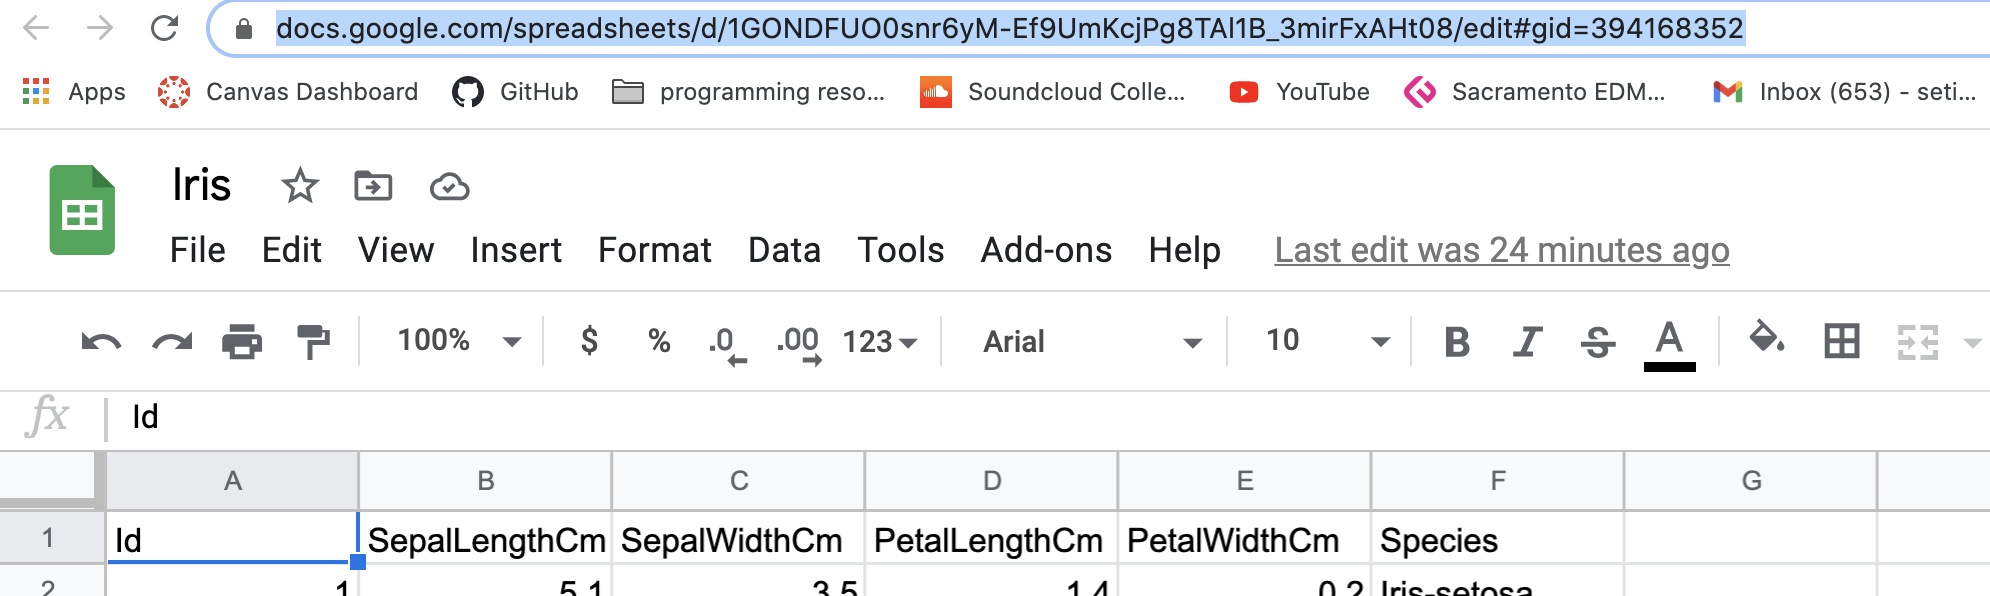 docs.google.com/spreadsheets/d/1GONDFUO0snr6yM-Ef9UmKcjPg8TAl1B_3mirFxAHt08/edit#gid=394168352
Apps Canvas Dashboard GitHub programming reso... Soundcloud Colle... YouTube Sacramento EDM... Inbox (653) - seti...
Iris
File Edit View Insert Format Data Tools Add-ons Help Last edit was 24 minutes ago
100% $ % .0 .00 123 Arial 10 B I S A
fx Id
A B C D E F G
1 Id SepalLengthCm SepalWidthCm PetalLengthCm PetalWidthCm Species
2 1 5.1 3.5 1.4 0.2 Iris-setosa